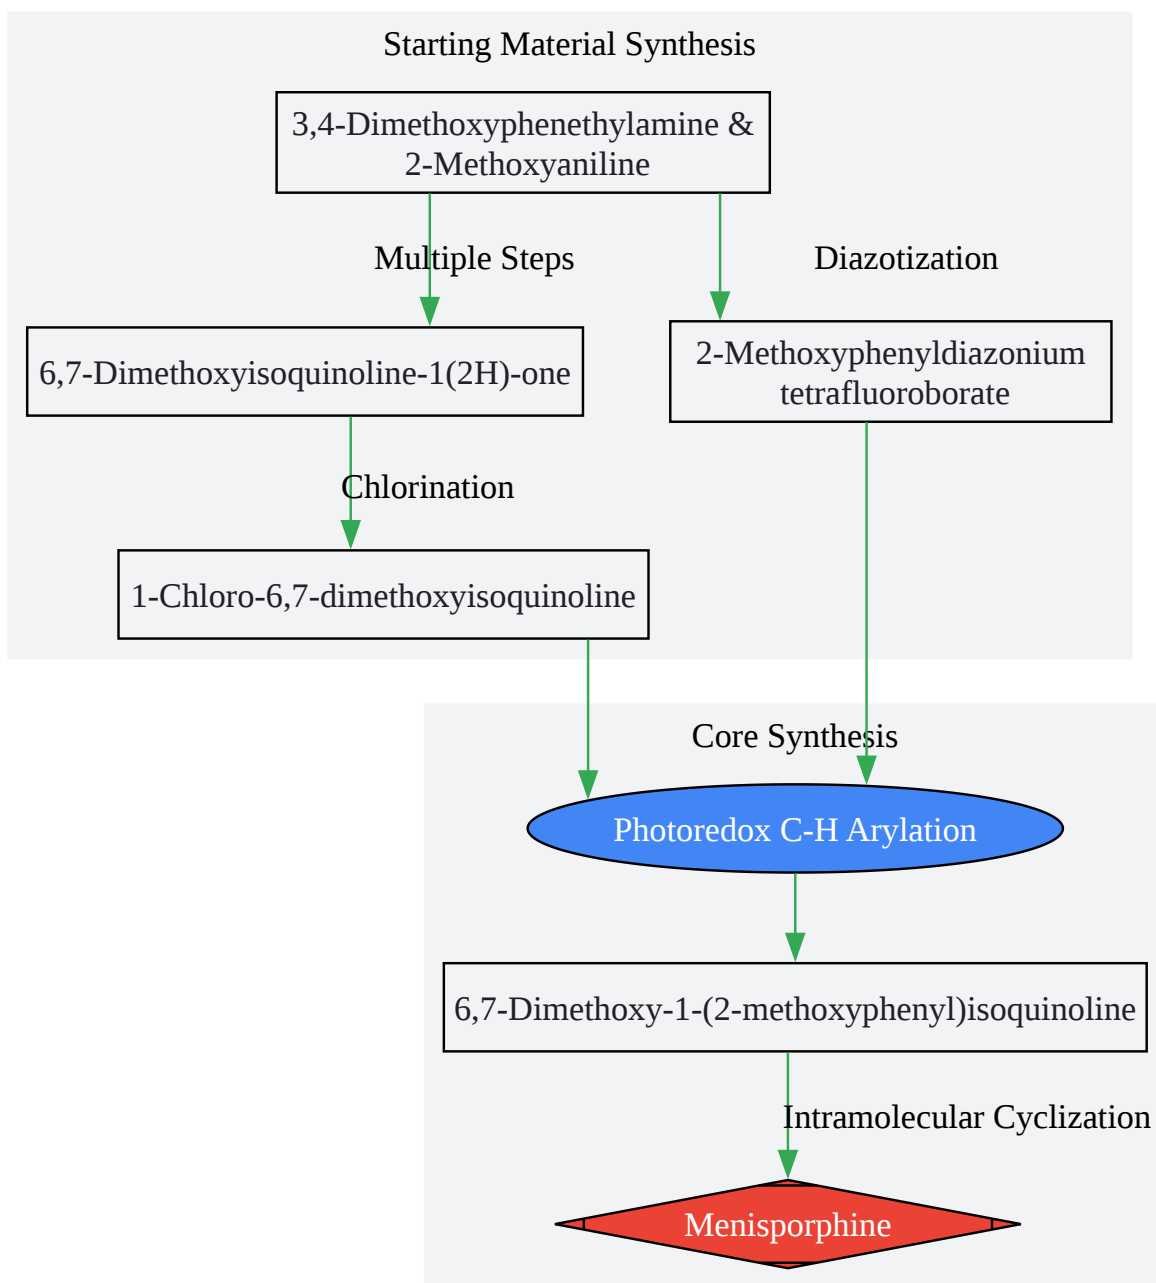 Starting Material Synthesis
3,4-Dimethoxyphenethylamine &
2-Methoxyaniline
Multiple Steps
Diazotization
6,7-Dimethoxyisoquinoline-1(2H)-one
2-Methoxyphenyldiazonium
tetrafluoroborate
Chlorination
1-Chloro-6,7-dimethoxyisoquinoline
Core Synthesis
Photoredox C-H Arylation
6,7-Dimethoxy-1-(2-methoxyphenyl)isoquinoline
Intramolecular Cyclization
Menisporphine